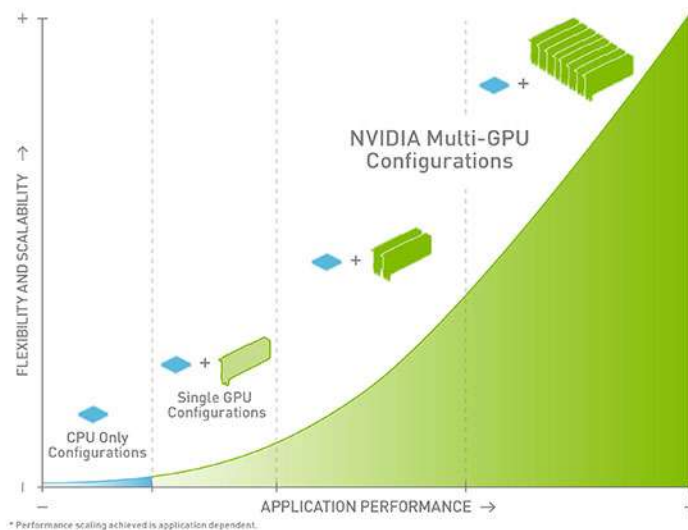 +
NVIDIA Multi-GPU
Configurations
+
+
+
Single GPU
Configurations
CPU Only
Configurations
FLEXIBILITY AND SCALABILITY →
APPLICATION PERFORMANCE →
* Performance scaling achieved is application dependent.